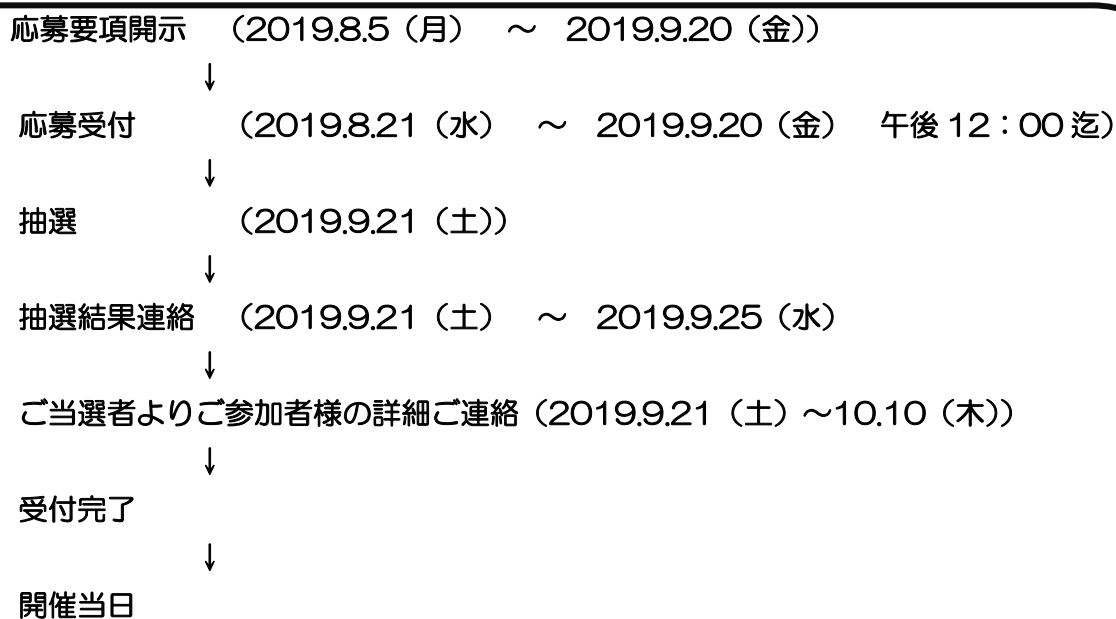 応募要項開示　（2019.8.5（月）　～　2019.9.20（金））
↓
応募受付　（2019.8.21（水）　～　2019.9.20（金）　午後12：00迄）
↓
抽選　（2019.9.21（土））
↓
抽選結果連絡　（2019.9.21（土）　～　2019.9.25（水）
↓
ご当選者よりご参加者様の詳細ご連絡（2019.9.21（土）～10.10（木））
↓
受付完了
↓
開催当日